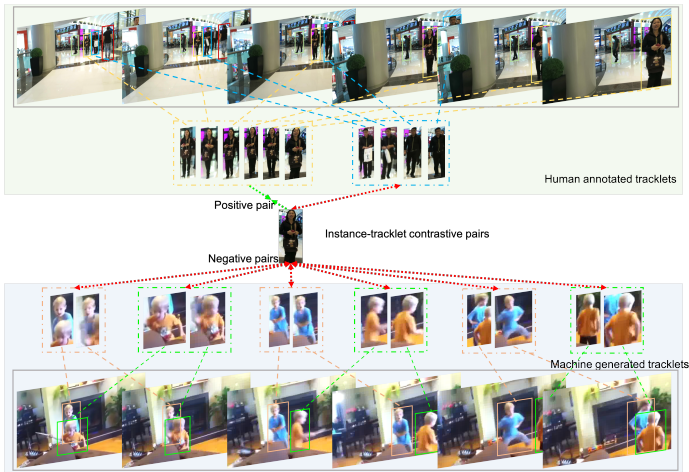 Human annotated tracklets
Positive pair
Instance-tracklet contrastive pairs
Negative pairs
Machine generated tracklets